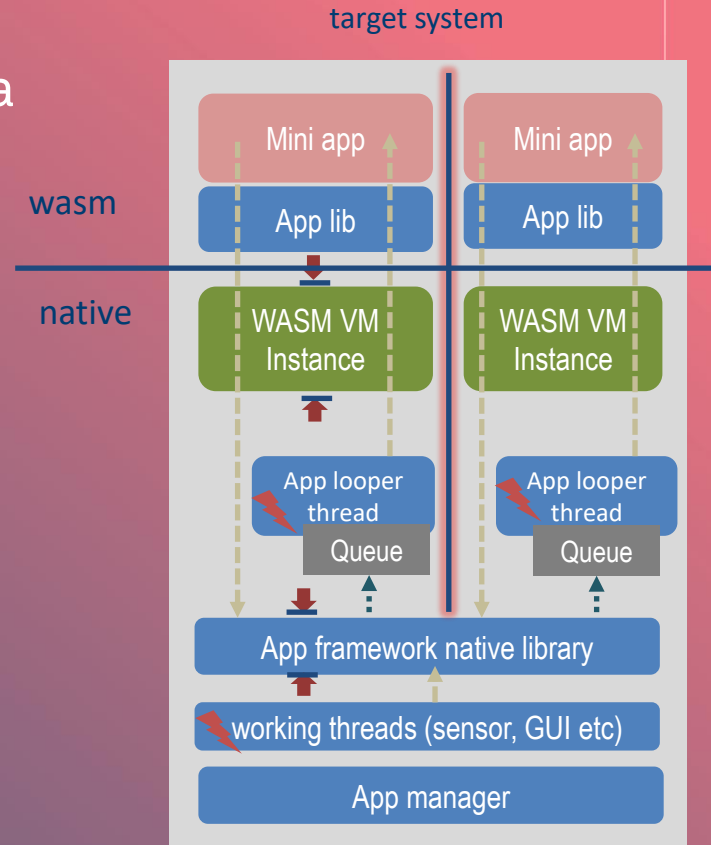 target system
a
Mini app
Mini app
wasm
App lib
App lib
native
WASM VM
Instance
WASM VM
Instance
App looper
thread
Queue
App looper
thread
Queue
App framework native library
working threads (sensor, GUI etc)
App manager